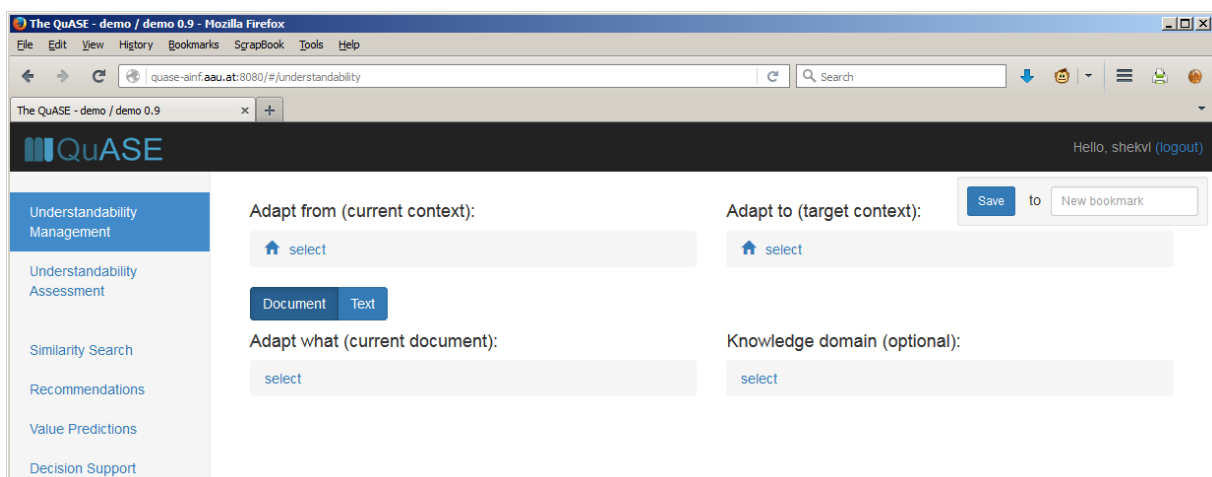 The QuASE - demo / demo 0.9 - Mozilla Firefox
File Edit View History Bookmarks ScrapBook Tools Help
quase-ainf.aau.at:8080/#/understandability Search
The QuASE - demo / demo 0.9
QuASE Hello, shekvl (logout)
Save to New bookmark
Understandability
Management
Understandability
Assessment
Similarity Search
Recommendations
Value Predictions
Decision Support
Adapt from (current context): Adapt to (target context):
select select
Document Text
Adapt what (current document): Knowledge domain (optional):
select select